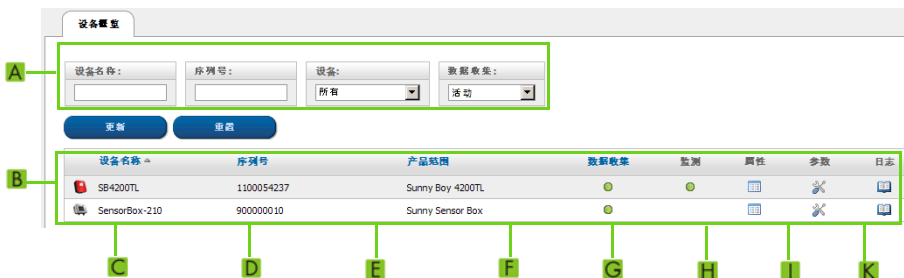 设备概览
A
设备名称:
序列号:
设备:
数据收集:
所有
活动
更新
重置
B
设备名称
序列号
产品范围
数据收集
监测
属性
参数
日志
SB4200TL
1100054237
Sunny Boy 4200TL
SensorBox-210
900000010
Sunny Sensor Box
C
D
E
F
G
H
I
K